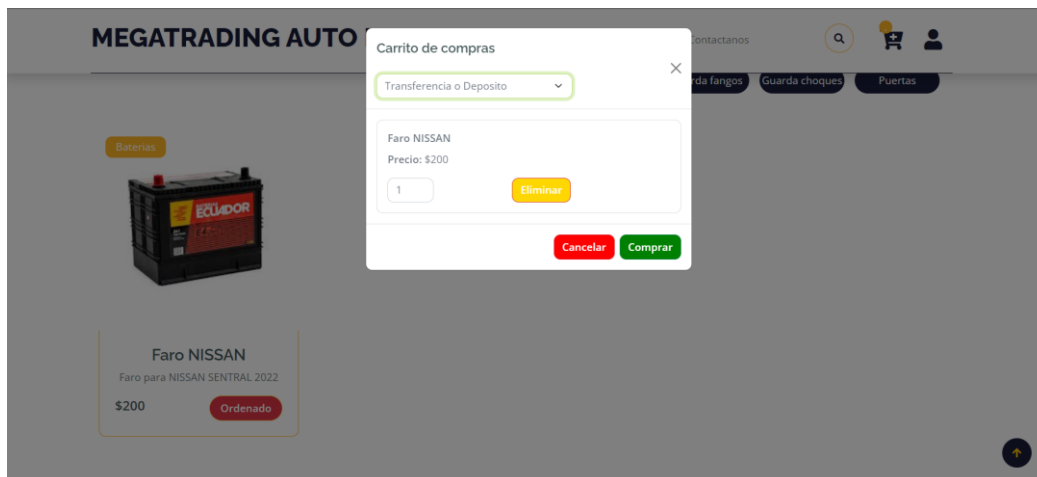 MEGATRADING AUTO
Contactanos
rda fangos
Guarda choques
Puertas
Carrito de compras
Transferencia o Deposito
Faro NISSAN
Precio: $200
1
Eliminar
Cancelar
Comprar
Baterias
ECUADOR
Faro NISSAN
Faro para NISSAN SENTRAL 2022
$200
Ordenado